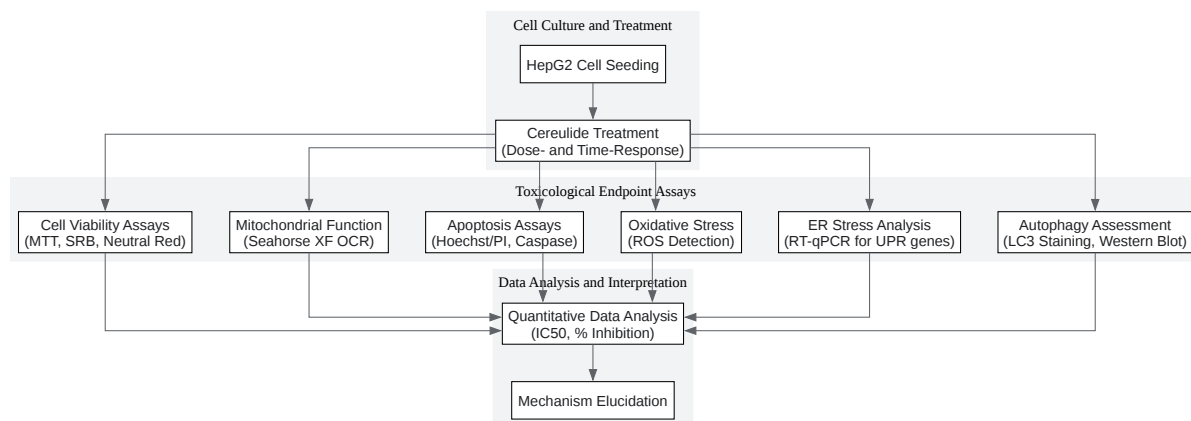 Cell Culture and Treatment
HepG2 Cell Seeding
Cereulide Treatment
(Dose- and Time-Response)
Toxicological Endpoint Assays
Cell Viability Assays
(MTT, SRB, Neutral Red)
Mitochondrial Function
(Seahorse XF OCR)
Apoptosis Assays
(Hoechst/PI, Caspase)
Oxidative Stress
(ROS Detection)
ER Stress Analysis
(RT-qPCR for UPR genes)
Autophagy Assessment
(LC3 Staining, Western Blot)
Data Analysis and Interpretation
Quantitative Data Analysis
(IC50, % Inhibition)
Mechanism Elucidation